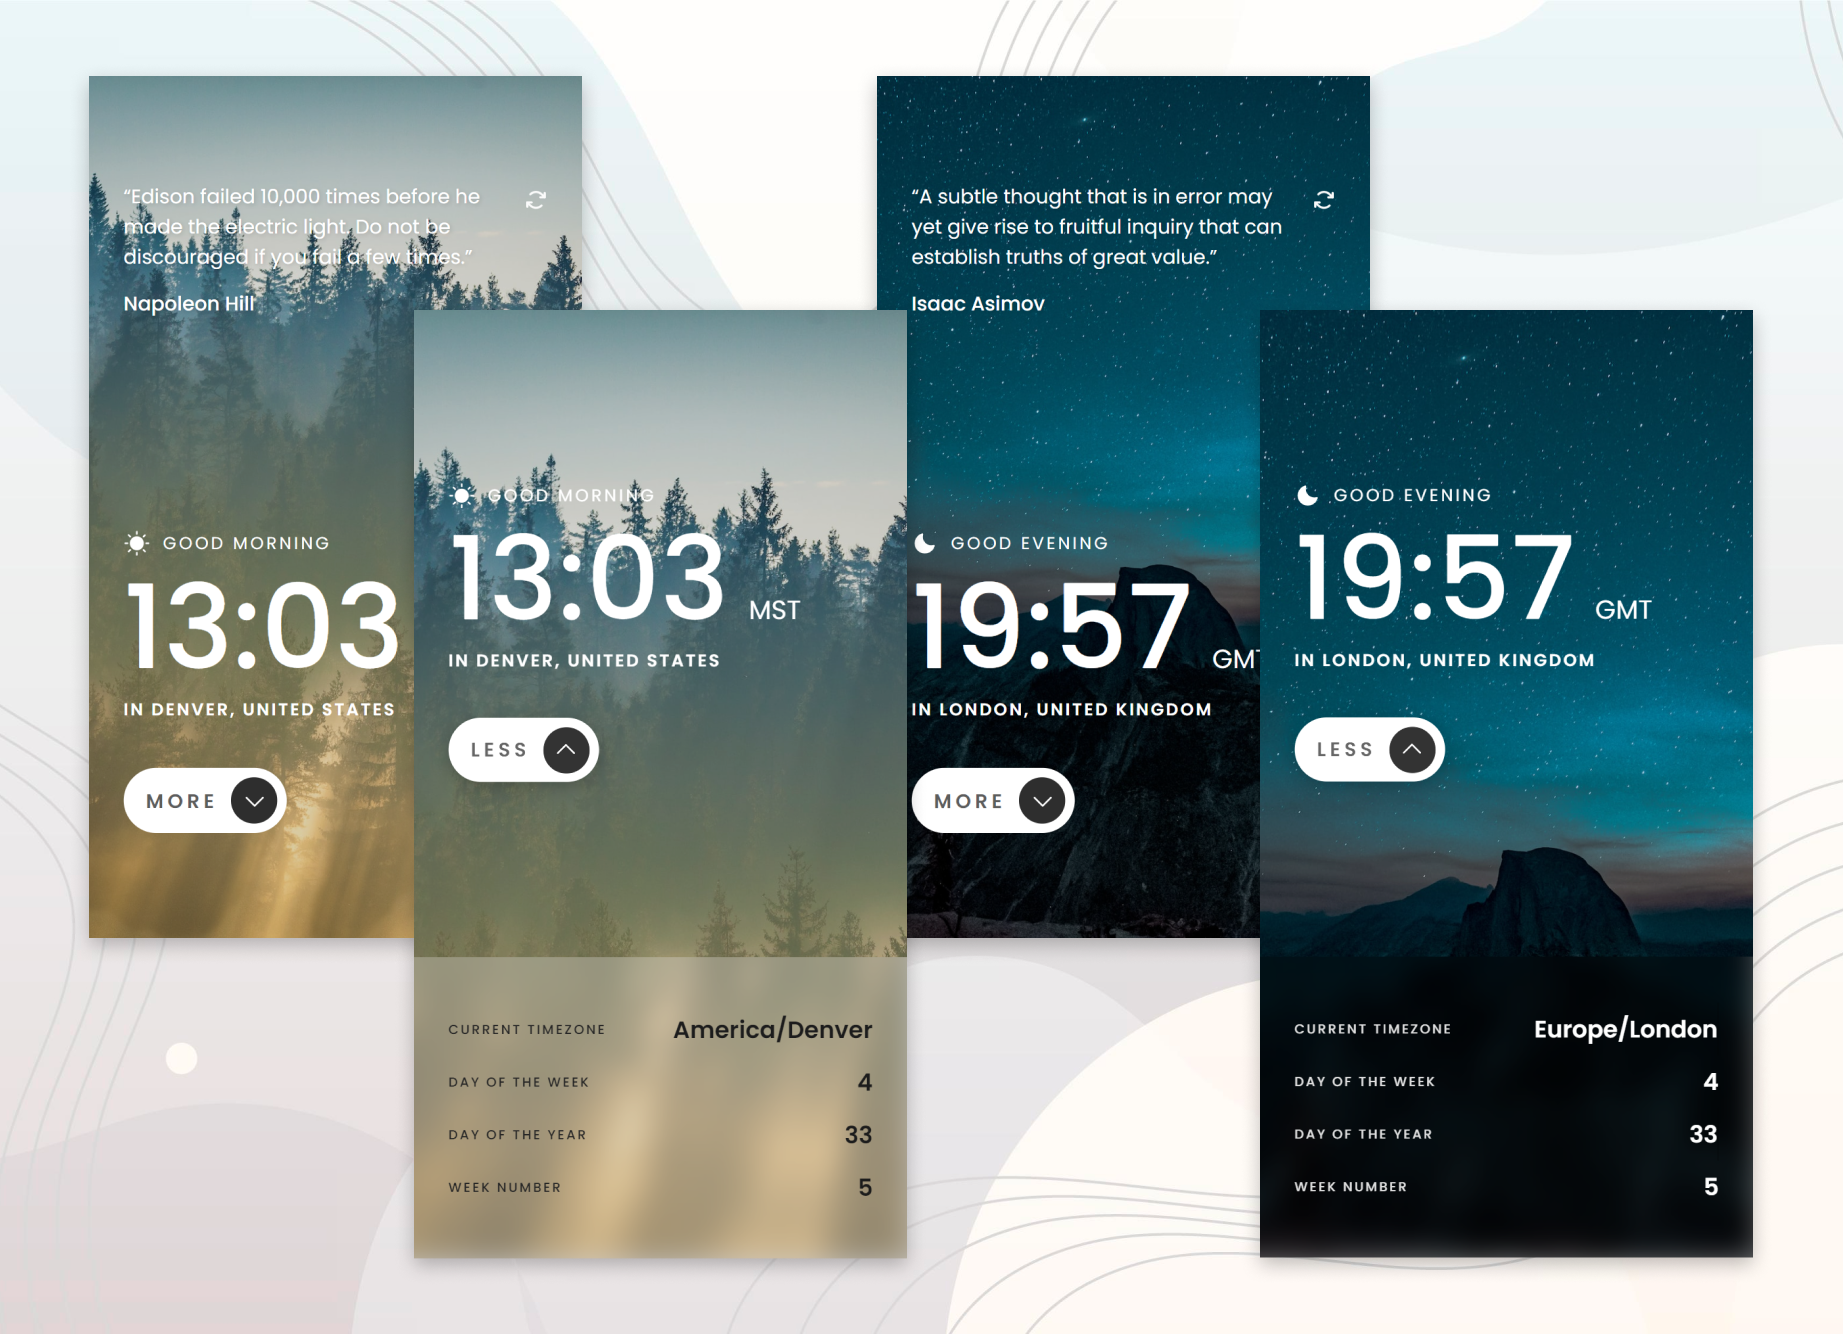 “Edison failed 10,000 times before he
made the electric light. Do not be
discouraged if you fail a few times.”
Napoleon Hill
GOOD MORNING
13:03
IN DENVER, UNITED STATES
MORE
GOOD MORNING
13:03 MST
IN DENVER, UNITED STATES
LESS
CURRENT TIMEZONE America/Denver
DAY OF THE WEEK 4
DAY OF THE YEAR 33
WEEK NUMBER 5
“A subtle thought that is in error may
yet give rise to fruitful inquiry that can
establish truths of great value.”
Isaac Asimov
GOOD EVENING
19:57 GMT
IN LONDON, UNITED KINGDOM
MORE
GOOD EVENING
19:57 GMT
IN LONDON, UNITED KINGDOM
LESS
CURRENT TIMEZONE Europe/London
DAY OF THE WEEK 4
DAY OF THE YEAR 33
WEEK NUMBER 5